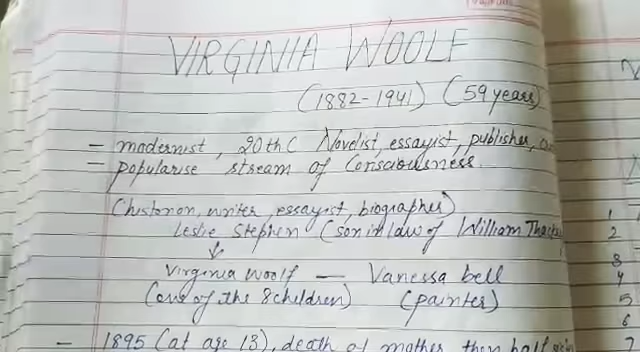 VIRGINIA WOOLF
(1882-1941) (59 years)
- modernist, 20th C Novelist, essayist, publisher,
- popularise stream of Consciousness.
(historian, writer, essayist, biographer)
Leslie Stephen (son in law of William
↓
Virginia Woolf — Vanessa bell
(one of the 8 children) (painter)
- 1895 (at age 13), death of mother, then half
1
2
3
4
5
6
7